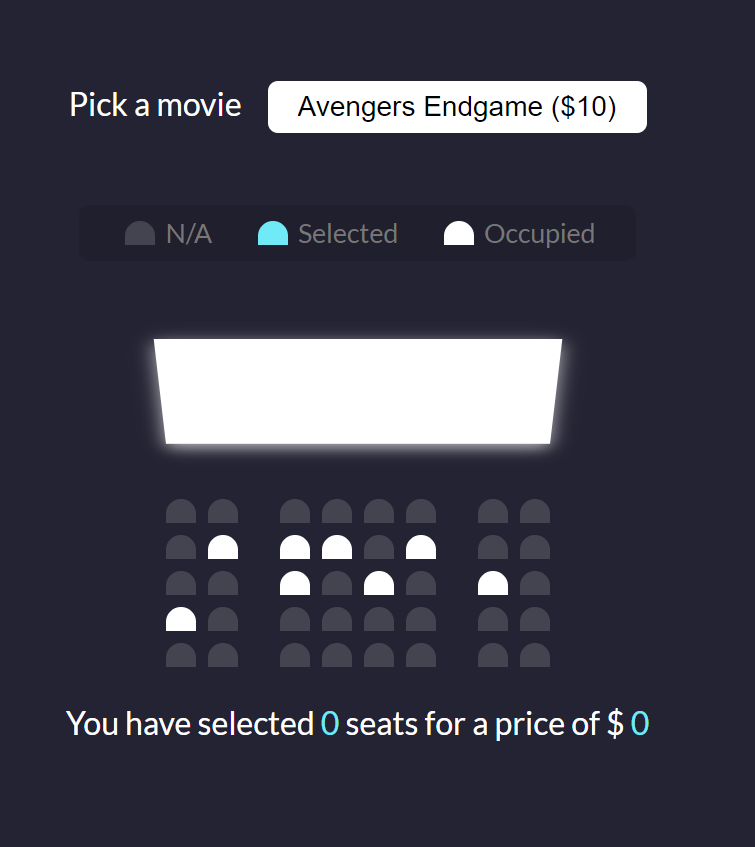 Pick a movie Avengers Endgame ($10)
N/A Selected Occupied
You have selected 0 seats for a price of $ 0